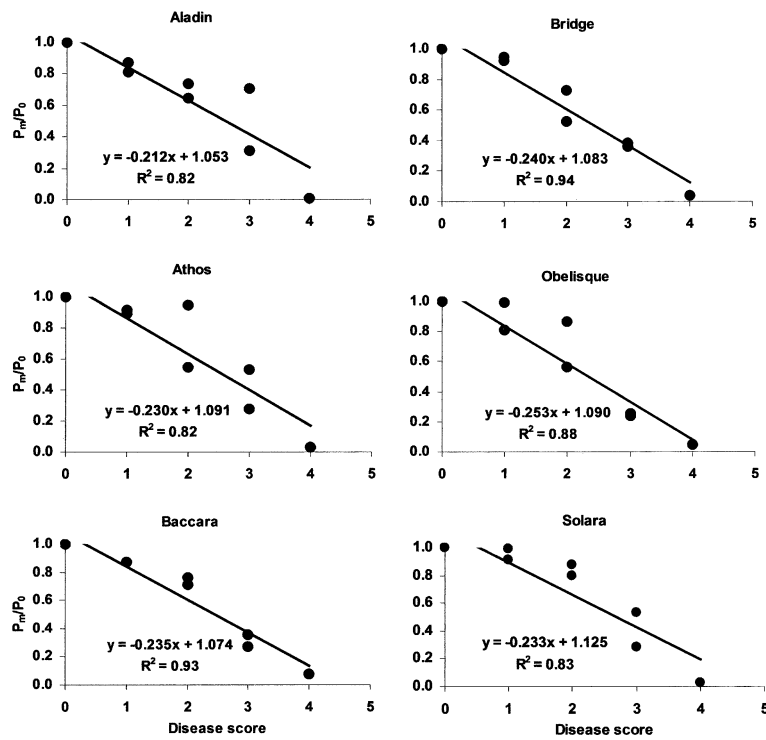 Aladin
1.0
0.8
0.6
0.4
0.2
0.0
Pm/P0
y = -0.212x + 1.053
R² = 0.82
0 1 2 3 4 5
Bridge
1.0
0.8
0.6
0.4
0.2
0.0
y = -0.240x + 1.083
R² = 0.94
0 1 2 3 4 5
Athos
1.0
0.8
0.6
0.4
0.2
0.0
Pm/P0
y = -0.230x + 1.091
R² = 0.82
0 1 2 3 4 5
Obelisque
1.0
0.8
0.6
0.4
0.2
0.0
y = -0.253x + 1.090
R² = 0.88
0 1 2 3 4 5
Baccara
1.0
0.8
0.6
0.4
0.2
0.0
Pm/P0
y = -0.235x + 1.074
R² = 0.93
0 1 2 3 4 5
Disease score
Solara
1.0
0.8
0.6
0.4
0.2
0.0
y = -0.233x + 1.125
R² = 0.83
0 1 2 3 4 5
Disease score